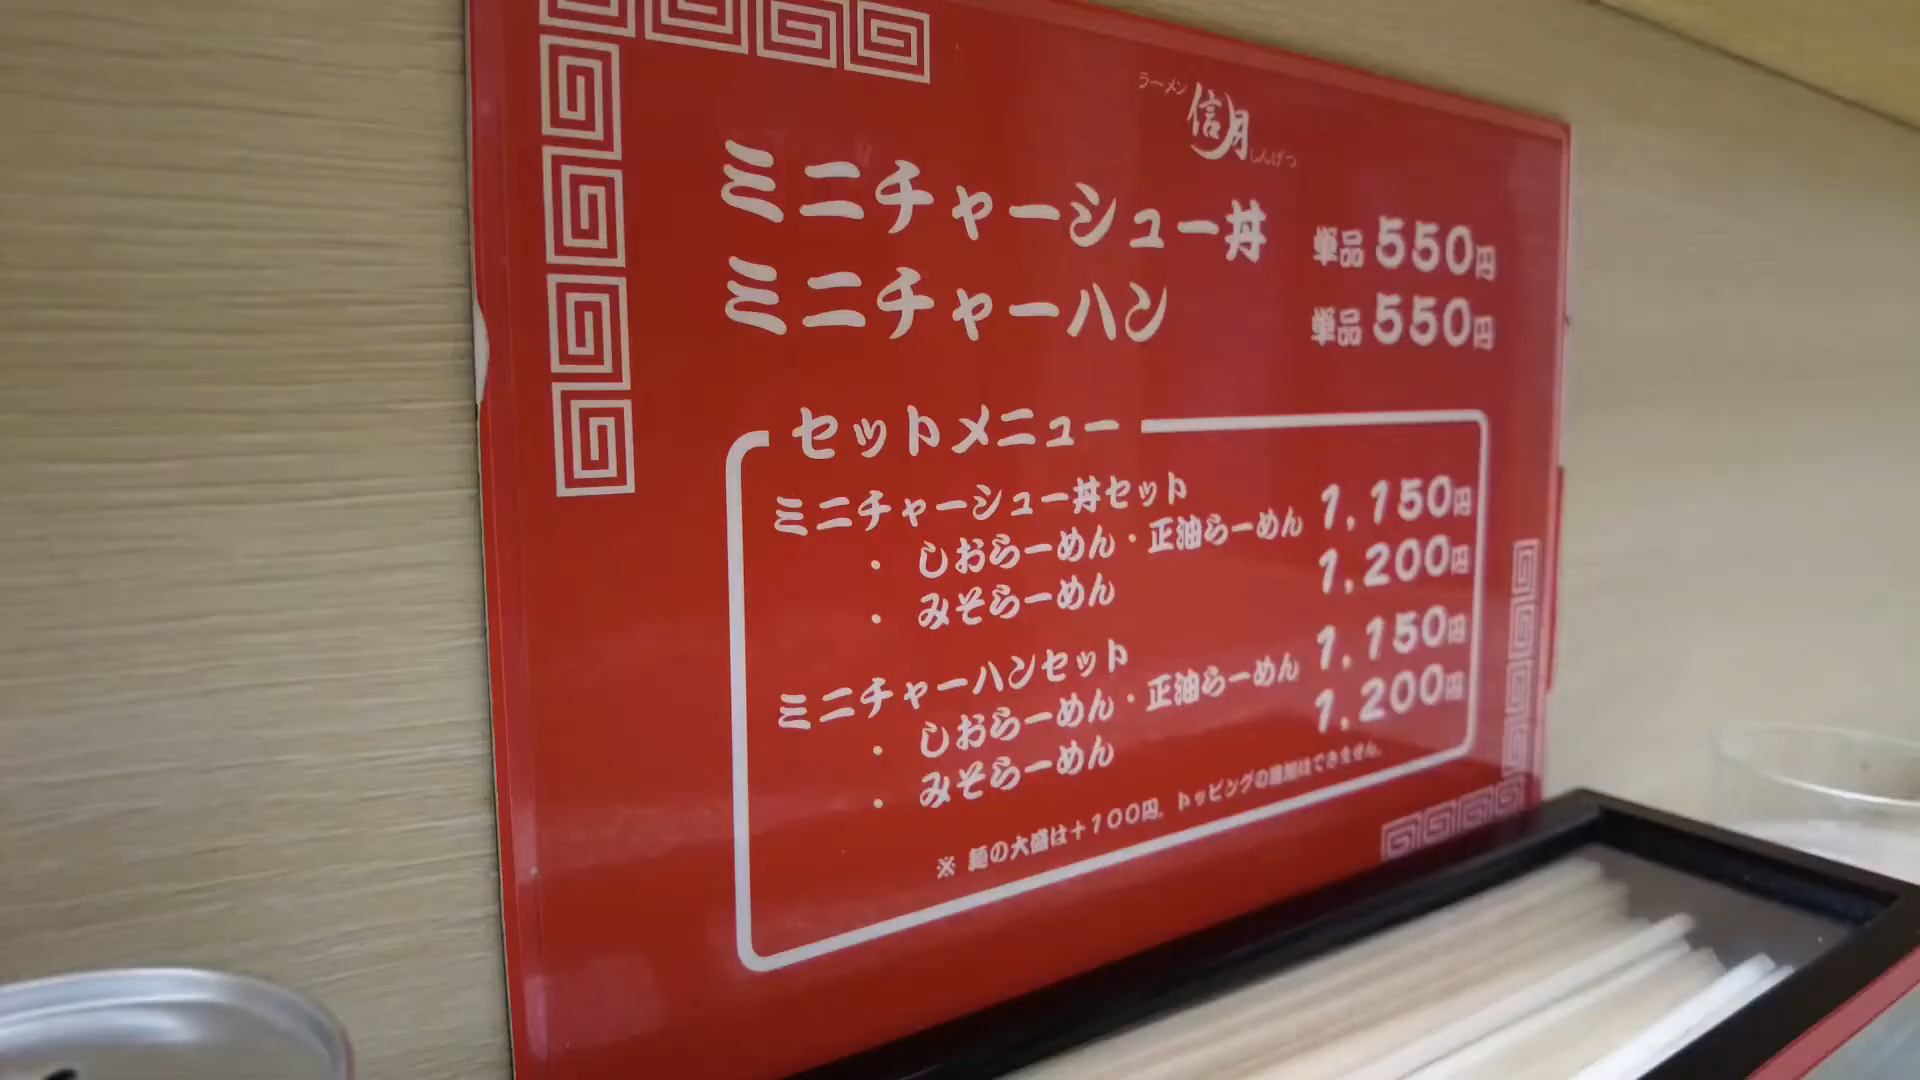 ラーメン 信月 しんげつ
ミニチャーシュー丼 単品 550円
ミニチャーハン 単品 550円
セットメニュー
ミニチャーシュー丼セット
・ しおらーめん・正油らーめん 1,150円
・ みそらーめん 1,200円
ミニチャーハンセット
・ しおらーめん・正油らーめん 1,150円
・ みそらーめん 1,200円
※ 麺の大盛は+100円。トッピングの追加はできません。